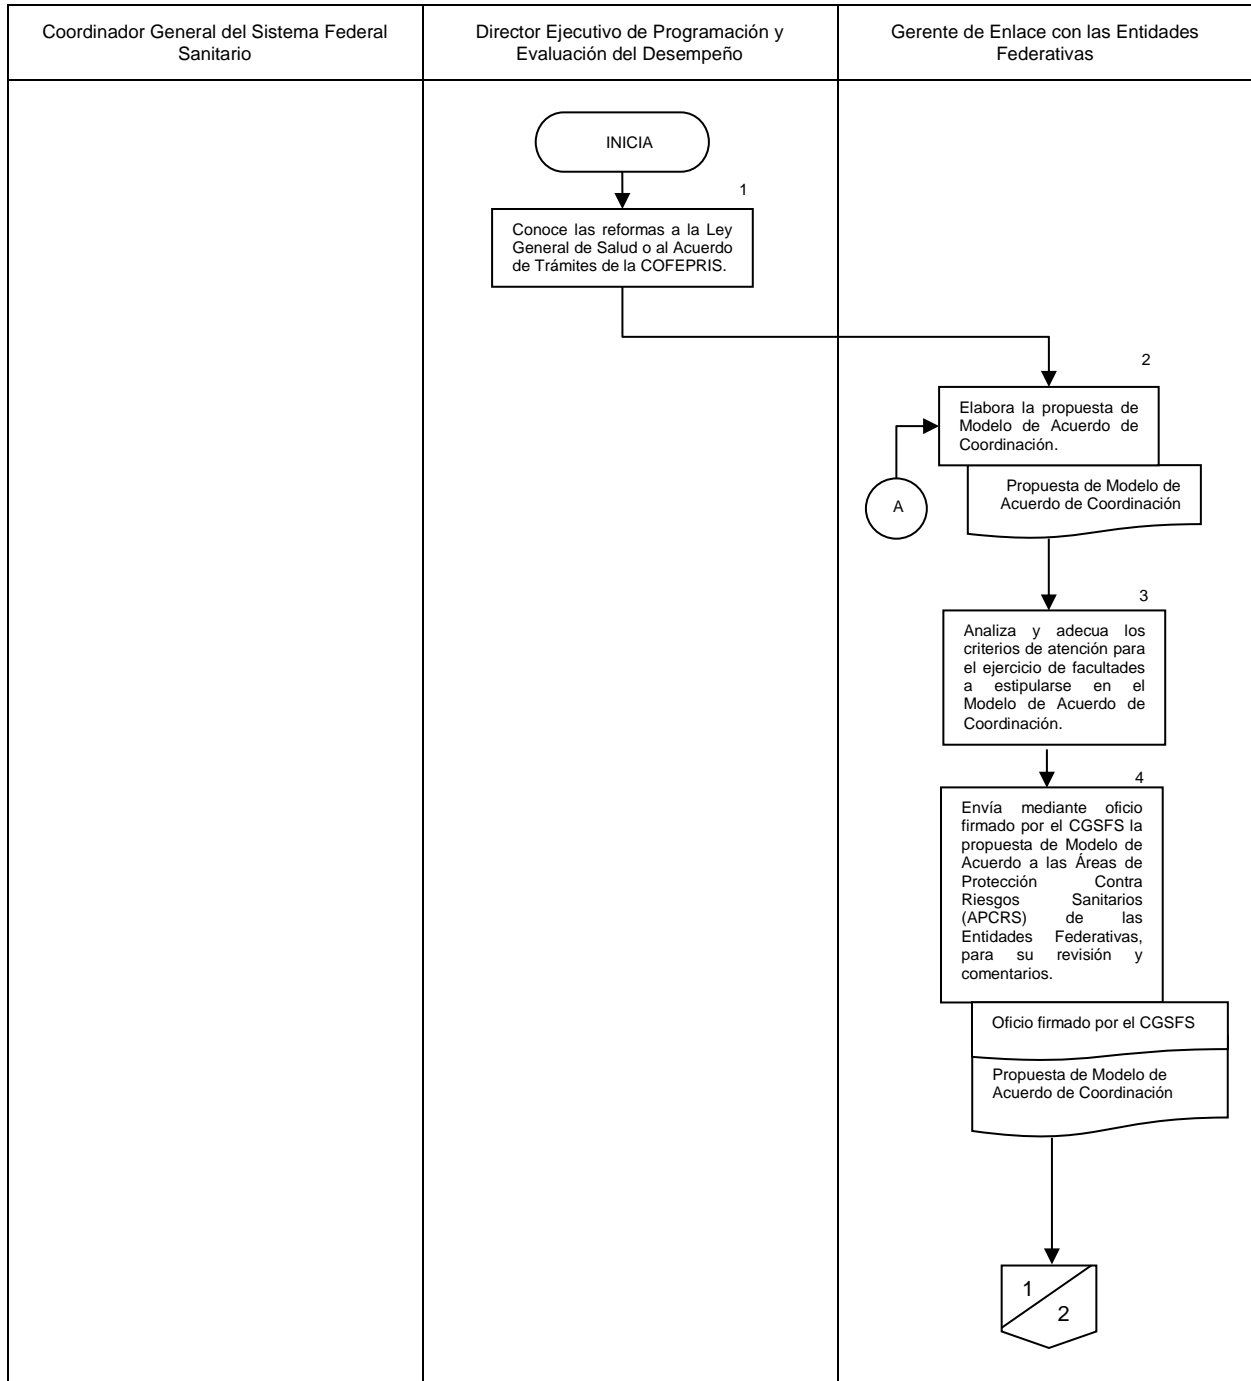 Coordinador General del Sistema Federal
Sanitario
Director Ejecutivo de Programación y
Evaluación del Desempeño
Gerente de Enlace con las Entidades
Federativas
INICIA
1
Conoce las reformas a la Ley
General de Salud o al Acuerdo
de Trámites de la COFEPRIS.
2
Elabora la propuesta de
Modelo de Acuerdo de
Coordinación.
Propuesta de Modelo de
Acuerdo de Coordinación
A
3
Analiza y adecua los
criterios de atención para
el ejercicio de facultades
a estipularse en el
Modelo de Acuerdo de
Coordinación.
4
Envía mediante oficio
firmado por el CGSFS la
propuesta de Modelo de
Acuerdo a las Áreas de
Protección Contra
Riesgos Sanitarios
(APCRS) de las
Entidades Federativas,
para su revisión y
comentarios.
Oficio firmado por el CGSFS
Propuesta de Modelo de
Acuerdo de Coordinación
1
2